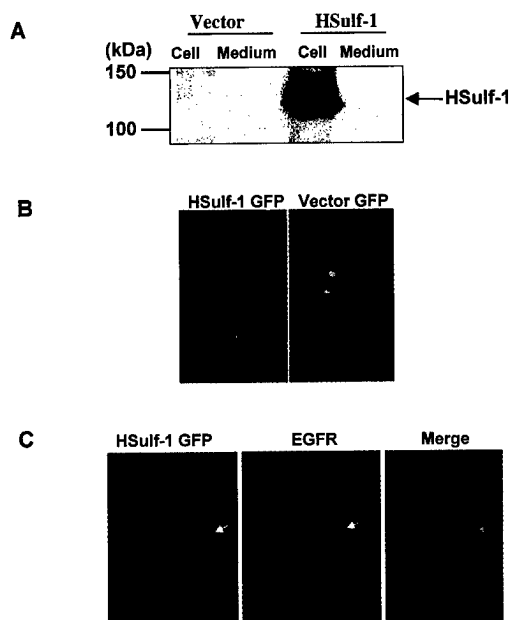 A
Vector HSulf-1
(kDa) Cell Medium Cell Medium
150
HSulf-1
100
B
HSulf-1 GFP Vector GFP
C
HSulf-1 GFP EGFR Merge